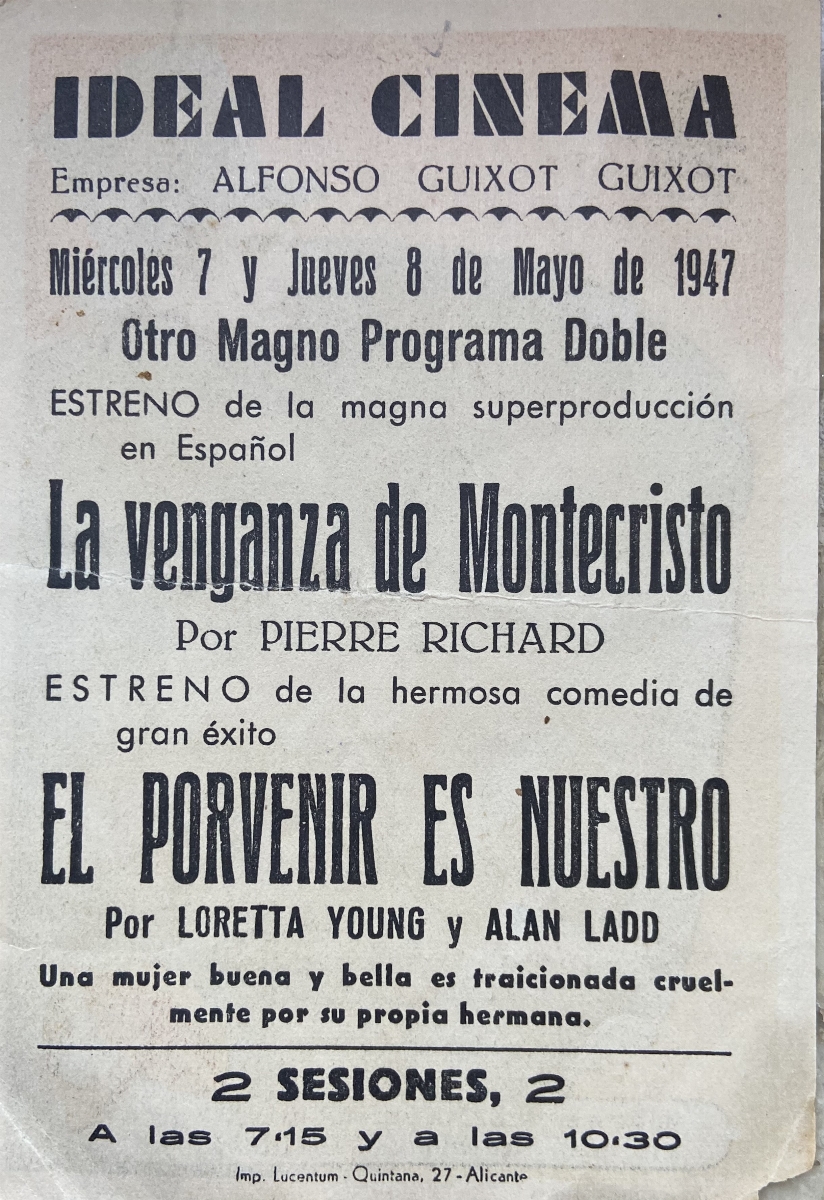 IDEAL CINEMA
Empresa: ALFONSO GUIXOT GUIXOT
Miércoles 7 y Jueves 8 de Mayo de 1947
Otro Magno Programa Doble
ESTRENO de la magna superproducción
en Español
La venganza de Montecristo
Por PIERRE RICHARD
ESTRENO de la hermosa comedia de
gran éxito
EL PORVENIR ES NUESTRO
Por LORETTA YOUNG y ALAN LADD
Una mujer buena y bella es traicionada cruel-
mente por su propia hermana.
2 SESIONES, 2
A las 7·15 y a las 10·30
Imp. Lucentum - Quintana, 27 - Alicante